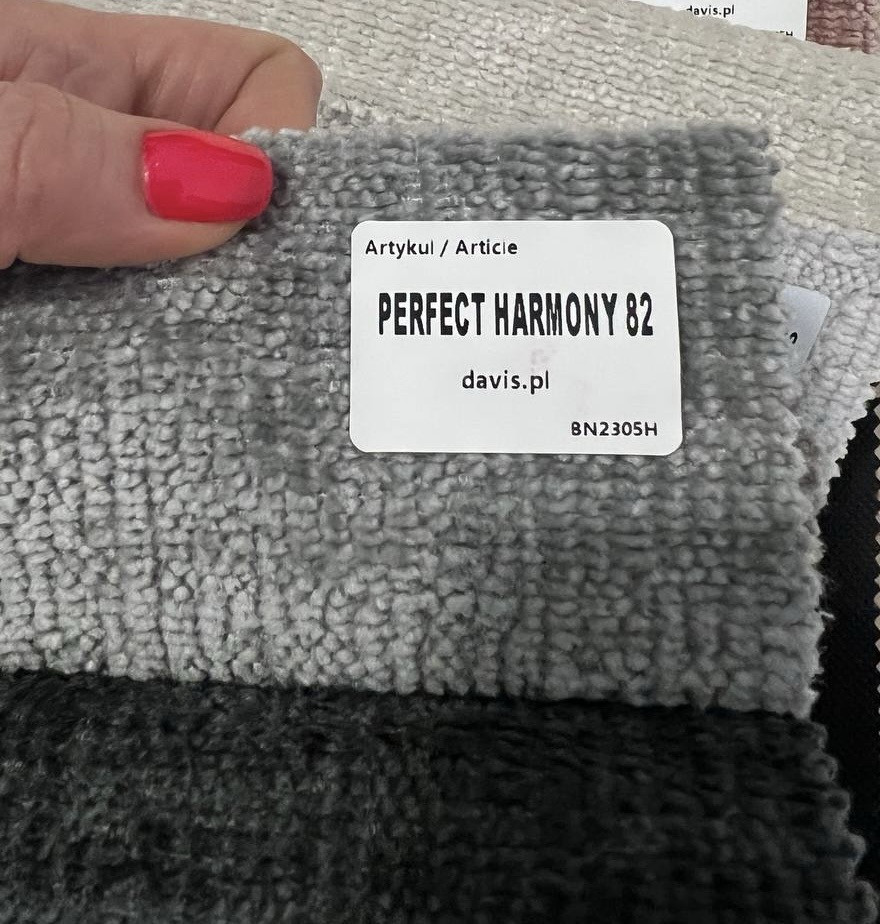 davis.pl
Artykul / Article
PERFECT HARMONY 82
davis.pl
BN2305H